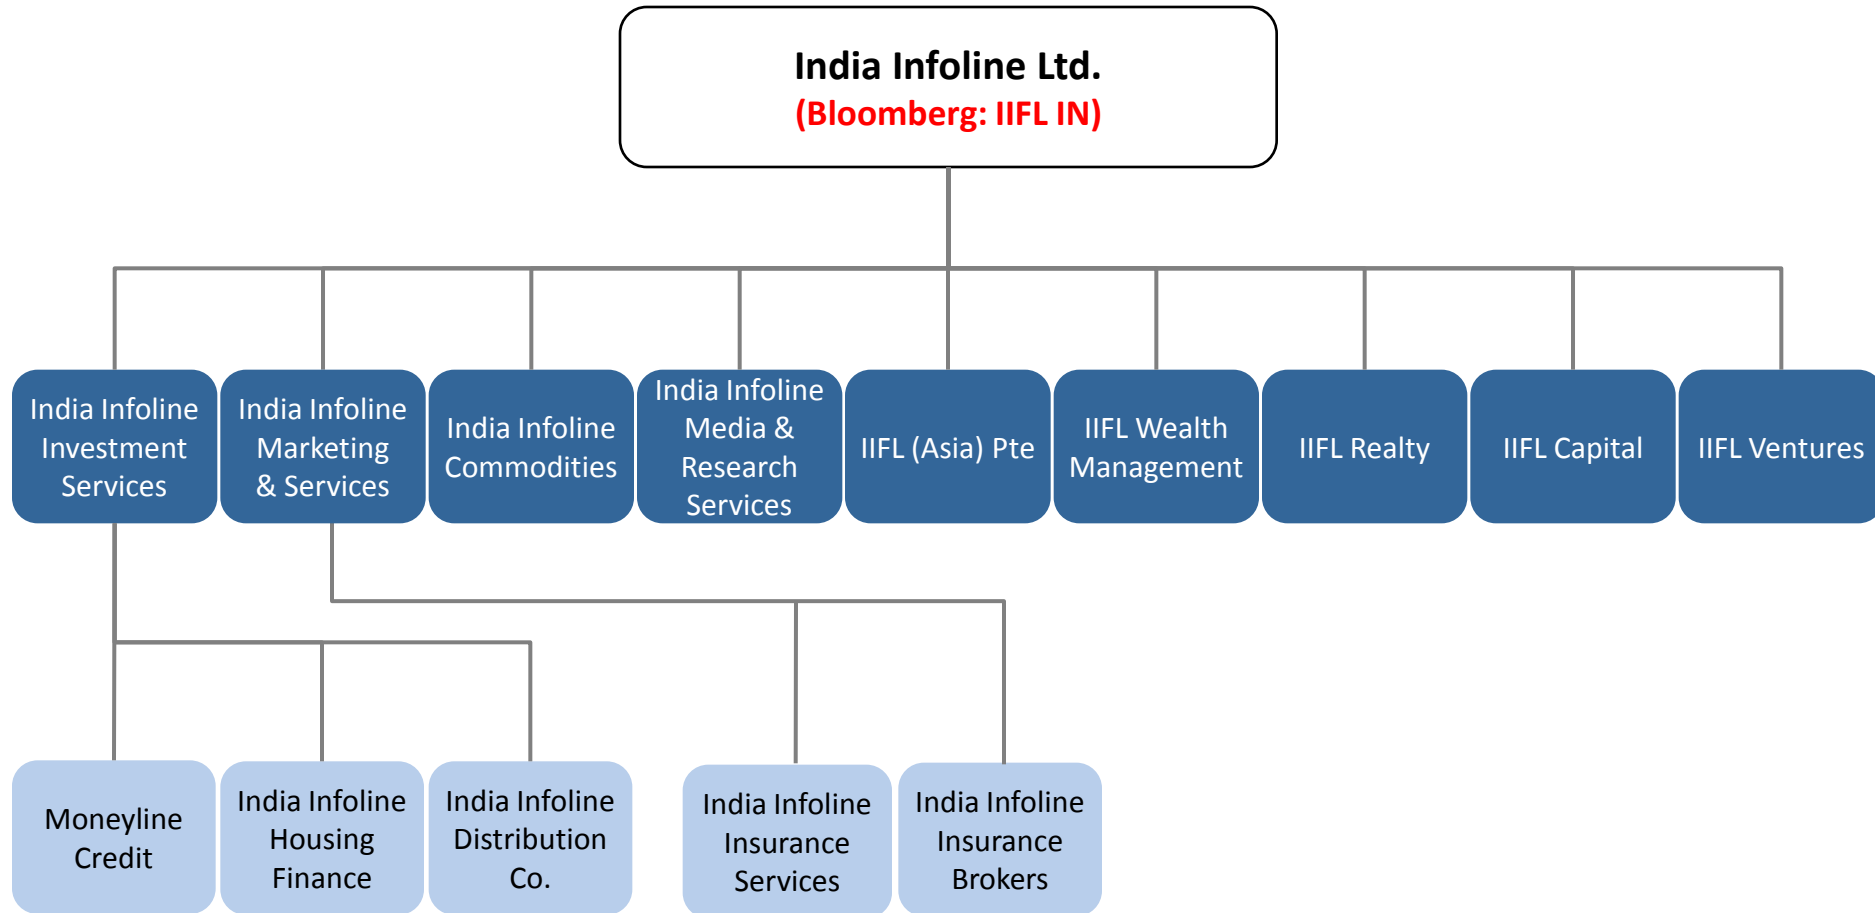 India Infoline Ltd.
(Bloomberg: IIFL IN)
India Infoline
Investment
Services
India Infoline
Marketing
& Services
India Infoline
Commodities
India Infoline
Media &
Research
Services
IIFL (Asia) Pte
IIFL Wealth
Management
IIFL Realty
IIFL Capital
IIFL Ventures
Moneyline
Credit
India Infoline
Housing
Finance
India Infoline
Distribution
Co.
India Infoline
Insurance
Services
India Infoline
Insurance
Brokers